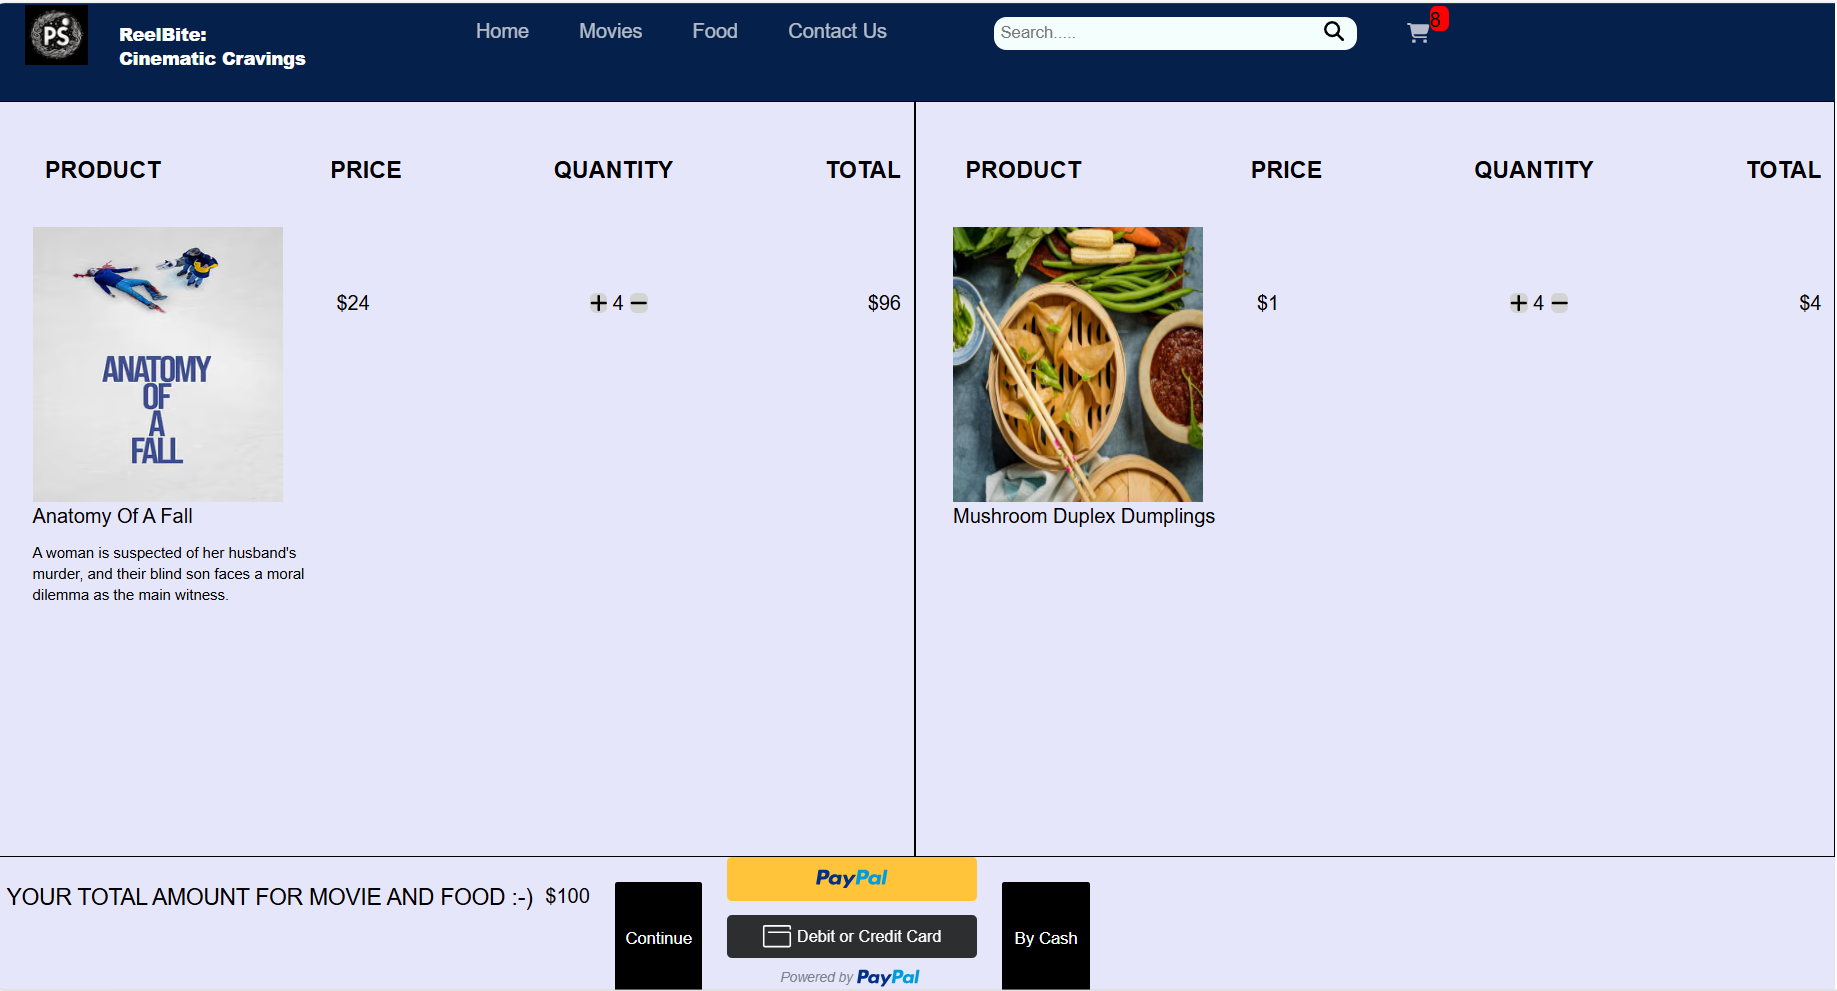 PS
ReelBite:
Cinematic Cravings
Home
Movies
Food
Contact Us
Search.....
8
PRODUCT PRICE QUANTITY TOTAL
$24 + 4 − $96
ANATOMY
OF
A
FALL
Anatomy Of A Fall
A woman is suspected of her husband's
murder, and their blind son faces a moral
dilemma as the main witness.
PRODUCT PRICE QUANTITY TOTAL
$1 + 4 − $4
Mushroom Duplex Dumplings
YOUR TOTAL AMOUNT FOR MOVIE AND FOOD :-) $100
Continue
PayPal
Debit or Credit Card
Powered by PayPal
By Cash